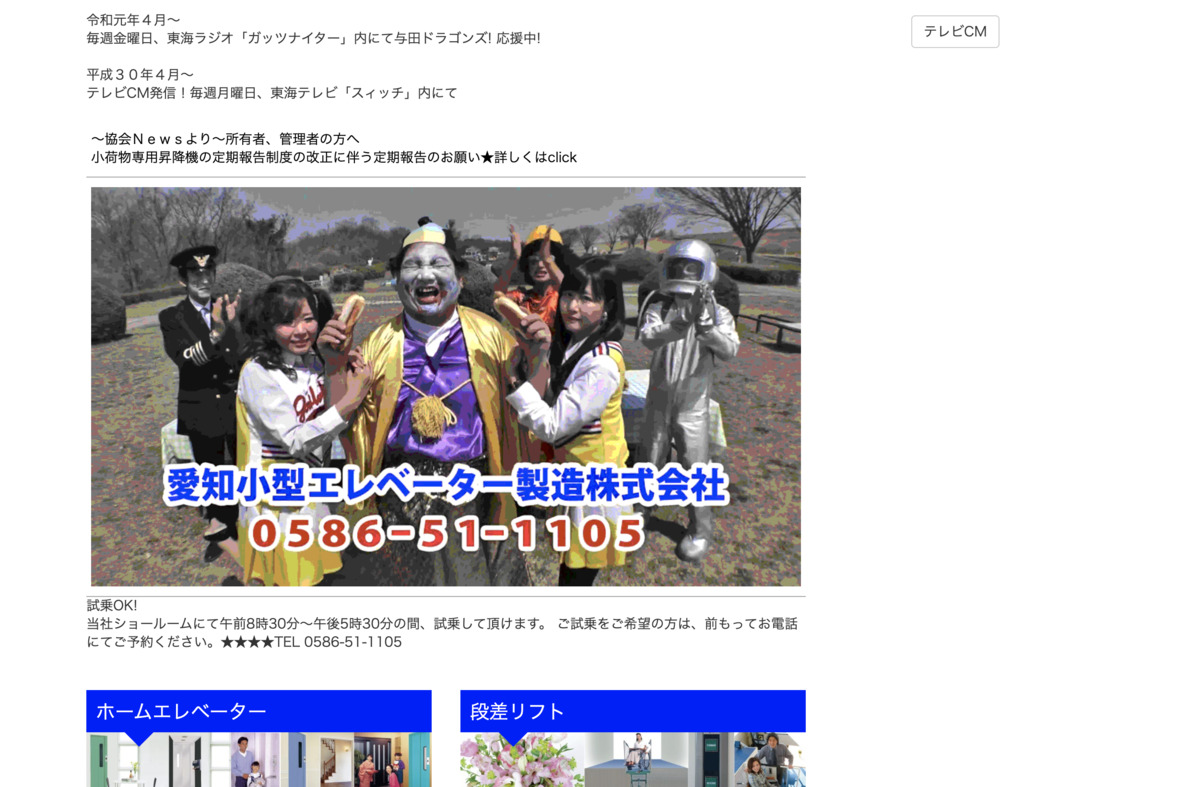 令和元年４月～
毎週金曜日、東海ラジオ「ガッツナイター」内にて与田ドラゴンズ! 応援中!
テレビCM
平成３０年４月～
テレビCM発信！毎週月曜日、東海テレビ「スィッチ」内にて
～協会Ｎｅｗｓより～所有者、管理者の方へ
小荷物専用昇降機の定期報告制度の改正に伴う定期報告のお願い★詳しくはclick
愛知小型エレベーター製造株式会社
0586-51-1105
試乗OK!
当社ショールームにて午前8時30分～午後5時30分の間、試乗して頂けます。 ご試乗をご希望の方は、前もってお電話
にてご予約ください。★★★★TEL 0586-51-1105
ホームエレベーター
段差リフト